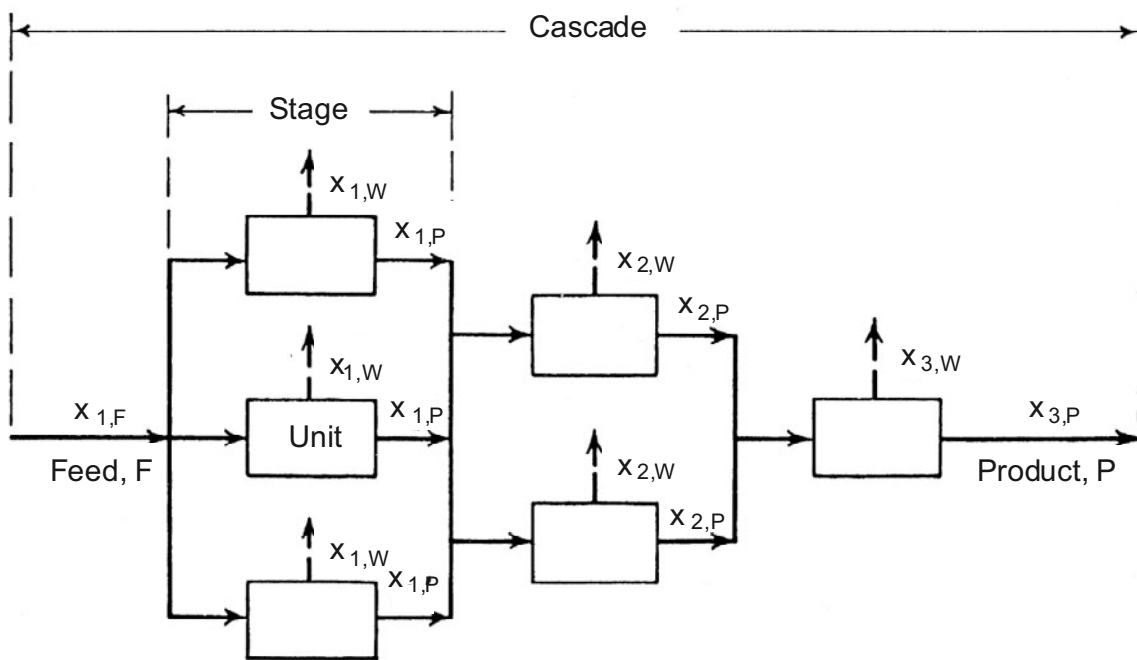 Cascade
Stage
x 1,W
x 1,P
x 2,W
x 2,P
x 1,W
x 3,W
x 1,F
Unit
x 1,P
x 3,P
Feed, F
Product, P
x 2,W
x 2,P
x 1,W
x 1,P